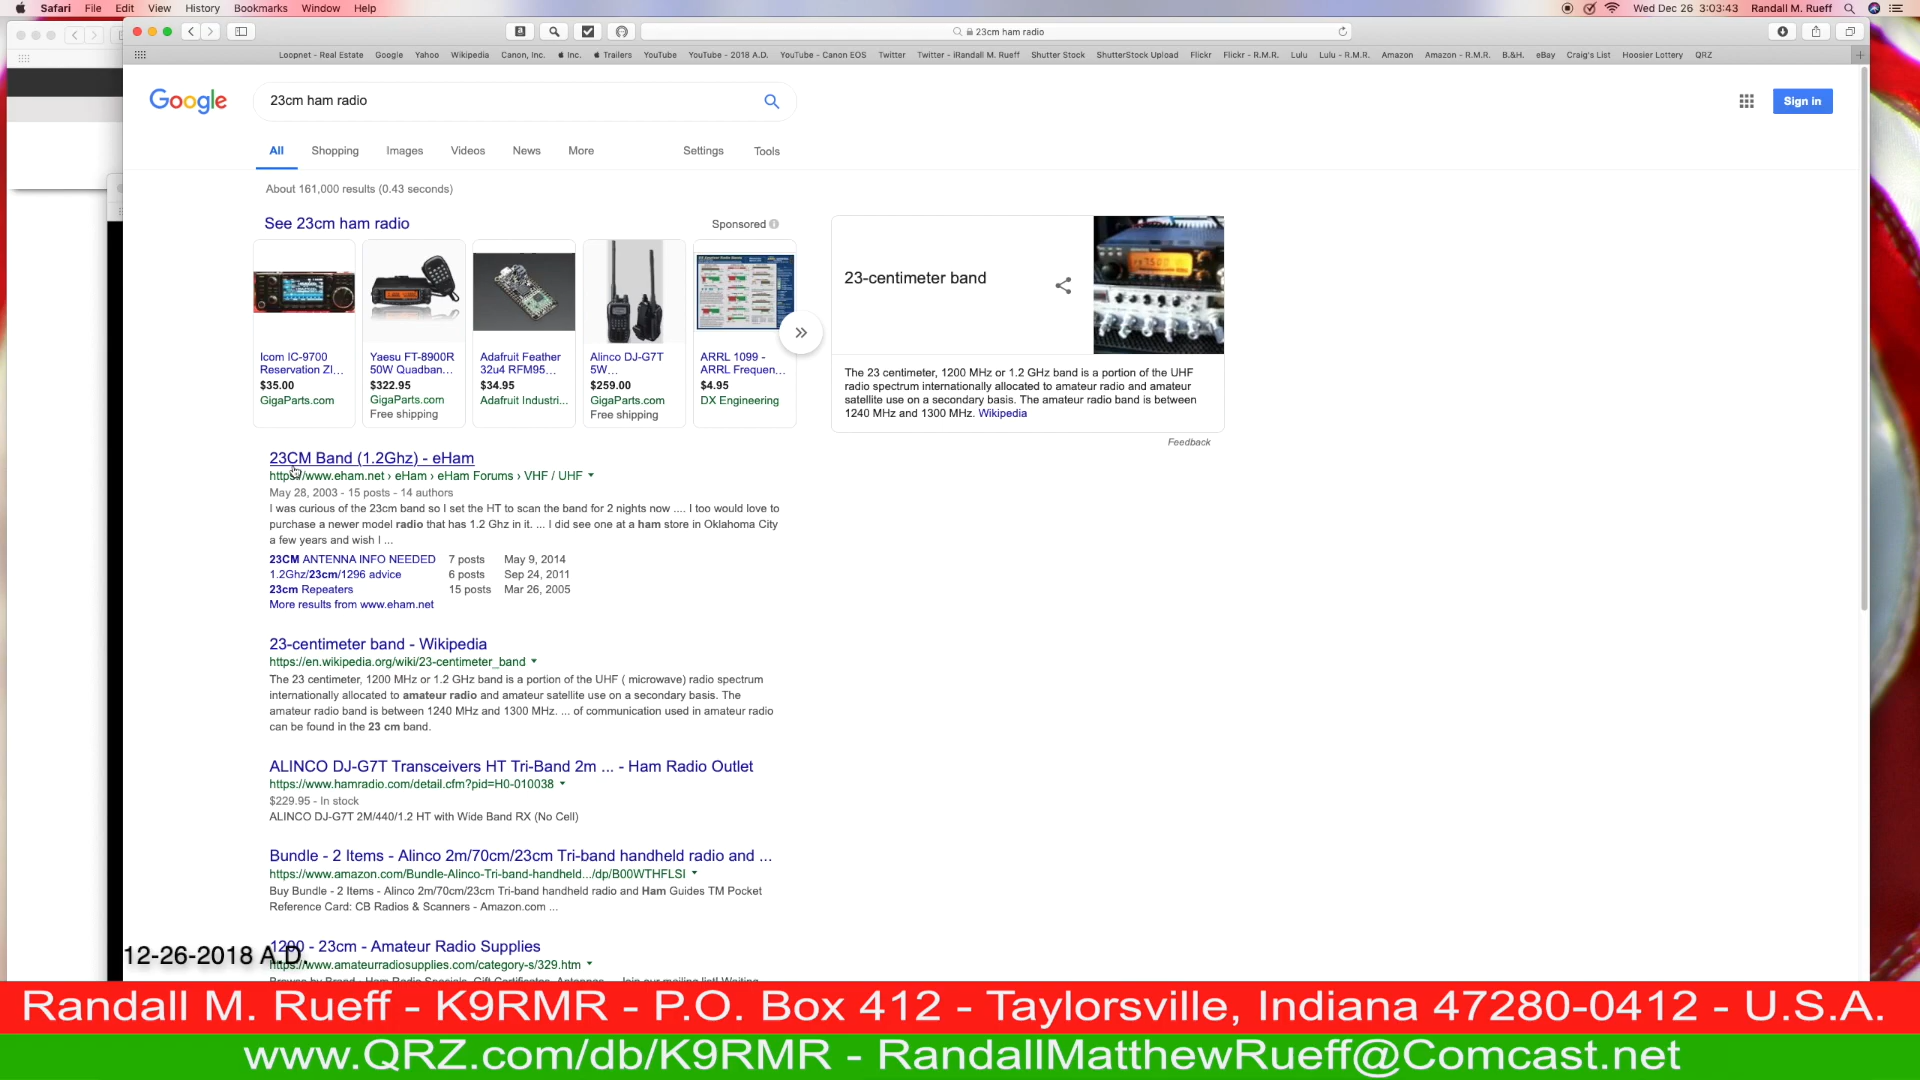 Safari File Edit View History Bookmarks Window Help Wed Dec 26 3:03:43 Randall M. Rueff
23cm ham radio
Loopnet - Real Estate Google Yahoo Wikipedia Canon, Inc. Inc. Trailers YouTube YouTube - 2018 A.D. YouTube - Canon EOS Twitter Twitter - iRandall M. Rueff Shutter Stock ShutterStock Upload Flickr Flickr - R.M.R. Lulu Lulu - R.M.R. Amazon Amazon - R.M.R. B.&H. eBay Craig's List Hoosier Lottery QRZ
Google 23cm ham radio Sign in
All Shopping Images Videos News More Settings Tools
About 161,000 results (0.43 seconds)
See 23cm ham radio Sponsored
Icom IC-9700
Reservation ZI...
$35.00
GigaParts.com
Yaesu FT-8900R
50W Quadban...
$322.95
GigaParts.com
Free shipping
Adafruit Feather
32u4 RFM95...
$34.95
Adafruit Industri...
Alinco DJ-G7T
5W...
$259.00
GigaParts.com
Free shipping
ARRL 1099 -
ARRL Frequen...
$4.95
DX Engineering
23-centimeter band
The 23 centimeter, 1200 MHz or 1.2 GHz band is a portion of the UHF
radio spectrum internationally allocated to amateur radio and amateur
satellite use on a secondary basis. The amateur radio band is between
1240 MHz and 1300 MHz. Wikipedia
Feedback
23CM Band (1.2Ghz) - eHam
https://www.eham.net › eHam › eHam Forums › VHF / UHF
May 28, 2003 - 15 posts - 14 authors
I was curious of the 23cm band so I set the HT to scan the band for 2 nights now .... I too would love to
purchase a newer model radio that has 1.2 Ghz in it. ... I did see one at a ham store in Oklahoma City
a few years and wish I ...
23CM ANTENNA INFO NEEDED 7 posts May 9, 2014
1.2Ghz/23cm/1296 advice 6 posts Sep 24, 2011
23cm Repeaters 15 posts Mar 26, 2005
More results from www.eham.net
23-centimeter band - Wikipedia
https://en.wikipedia.org/wiki/23-centimeter_band
The 23 centimeter, 1200 MHz or 1.2 GHz band is a portion of the UHF ( microwave) radio spectrum
internationally allocated to amateur radio and amateur satellite use on a secondary basis. The
amateur radio band is between 1240 MHz and 1300 MHz. ... of communication used in amateur radio
can be found in the 23 cm band.
ALINCO DJ-G7T Transceivers HT Tri-Band 2m ... - Ham Radio Outlet
https://www.hamradio.com/detail.cfm?pid=H0-010038
$229.95 - In stock
ALINCO DJ-G7T 2M/440/1.2 HT with Wide Band RX (No Cell)
Bundle - 2 Items - Alinco 2m/70cm/23cm Tri-band handheld radio and ...
https://www.amazon.com/Bundle-Alinco-Tri-band-handheld.../dp/B00WTHFLSI
Buy Bundle - 2 Items - Alinco 2m/70cm/23cm Tri-band handheld radio and Ham Guides TM Pocket
Reference Card: CB Radios & Scanners - Amazon.com ...
1200 - 23cm - Amateur Radio Supplies
12-26-2018 A.D.
https://www.amateurradiosupplies.com/category-s/329.htm
Randall M. Rueff - K9RMR - P.O. Box 412 - Taylorsville, Indiana 47280-0412 - U.S.A.
www.QRZ.com/db/K9RMR - RandallMatthewRueff@Comcast.net